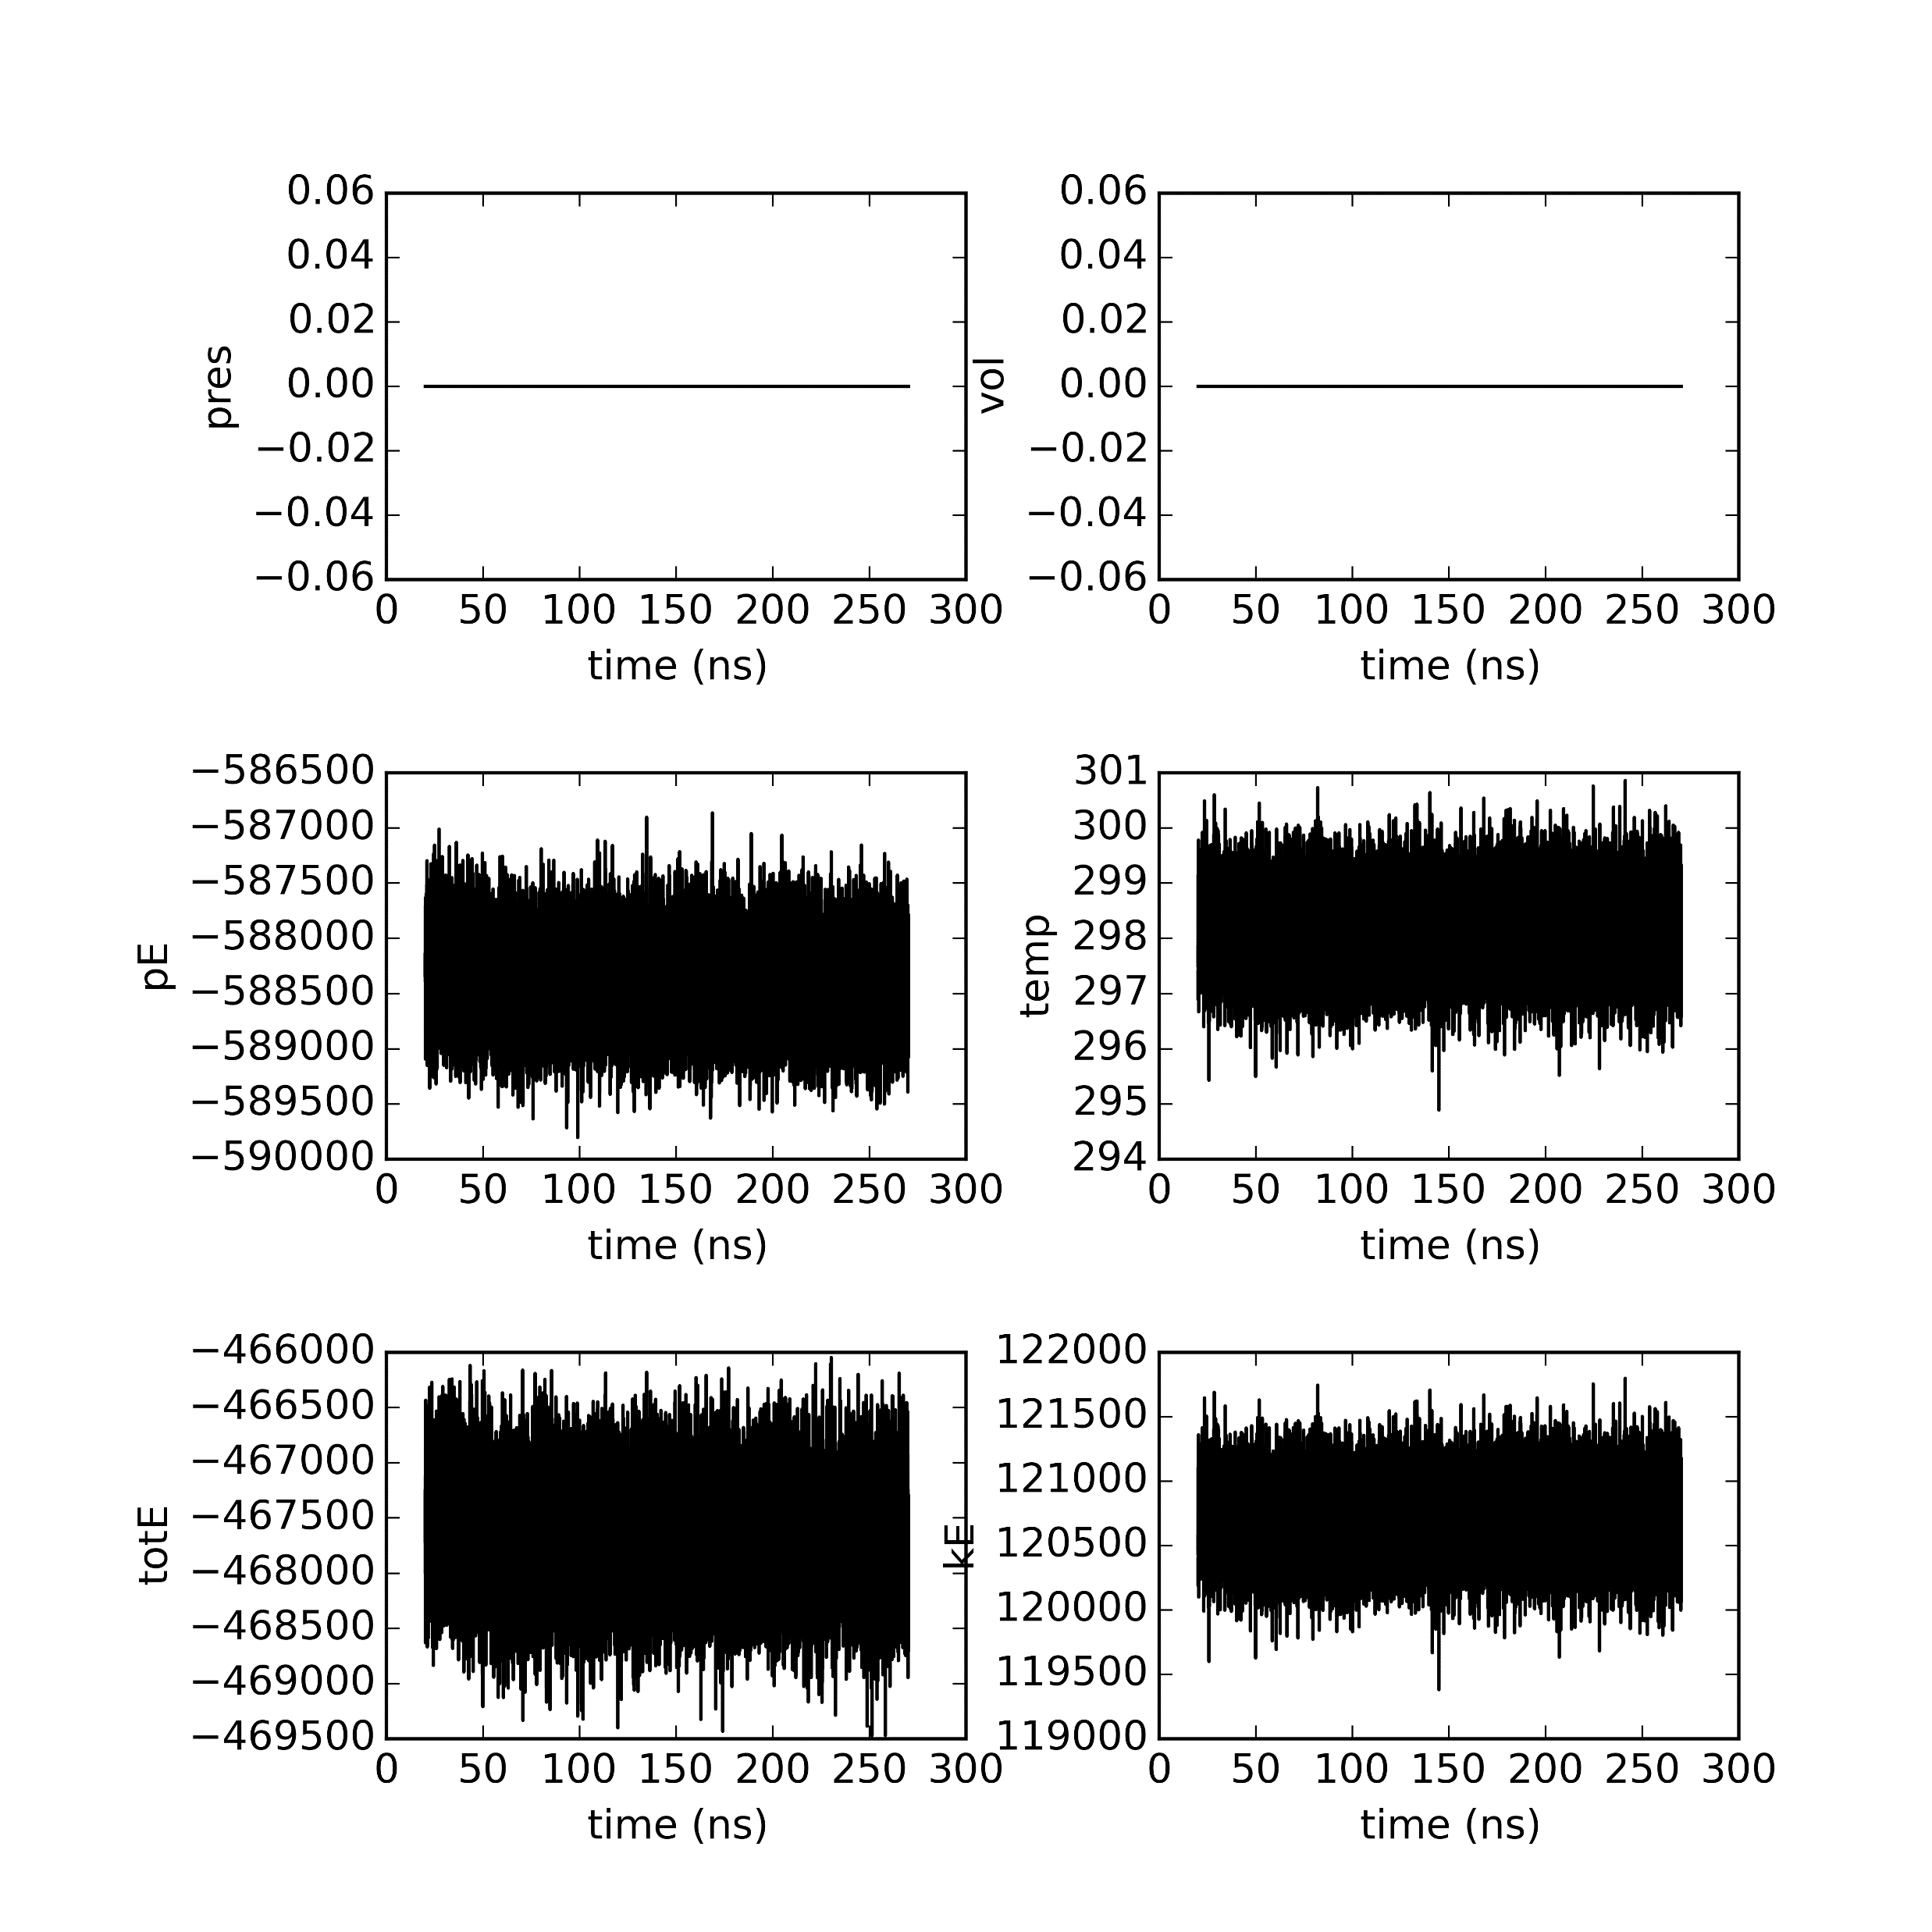 0.06
0.04
0.02
0.00
−0.02
−0.04
−0.06
pres
0 50 100 150 200 250 300
time (ns)
0.06
0.04
0.02
0.00
−0.02
−0.04
−0.06
vol
0 50 100 150 200 250 300
time (ns)
−586500
−587000
−587500
−588000
−588500
−589000
−589500
−590000
pE
0 50 100 150 200 250 300
time (ns)
301
300
299
298
297
296
295
294
temp
0 50 100 150 200 250 300
time (ns)
−466000
−466500
−467000
−467500
−468000
−468500
−469000
−469500
totE
0 50 100 150 200 250 300
time (ns)
122000
121500
121000
120500
120000
119500
119000
kE
0 50 100 150 200 250 300
time (ns)